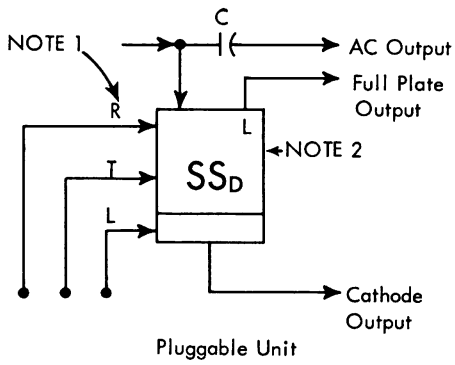 C
NOTE 1
AC Output
Full Plate
Output
R
L
NOTE 2
T
SSD
L
Cathode
Output
Pluggable Unit